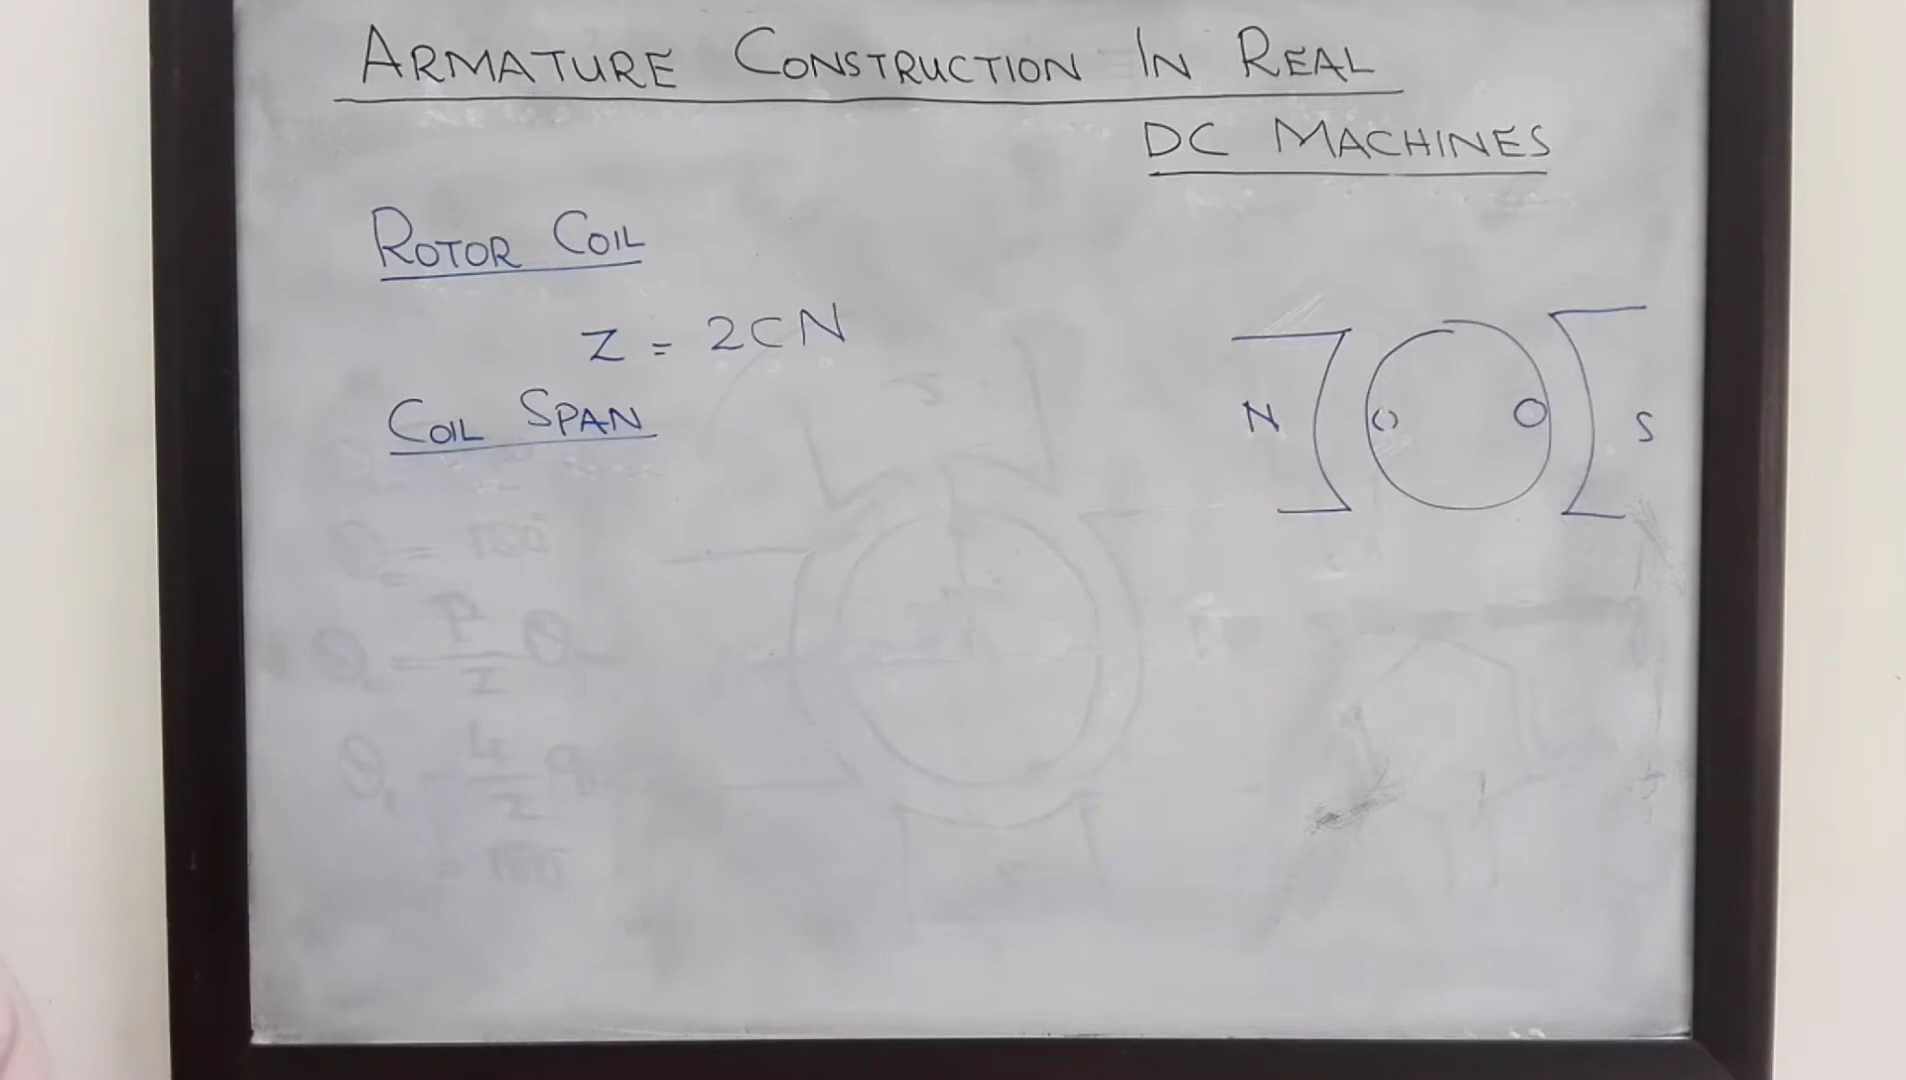 ARMATURE CONSTRUCTION IN REAL
DC MACHINES
ROTOR COIL
Z = 2CN
COIL SPAN
N
S